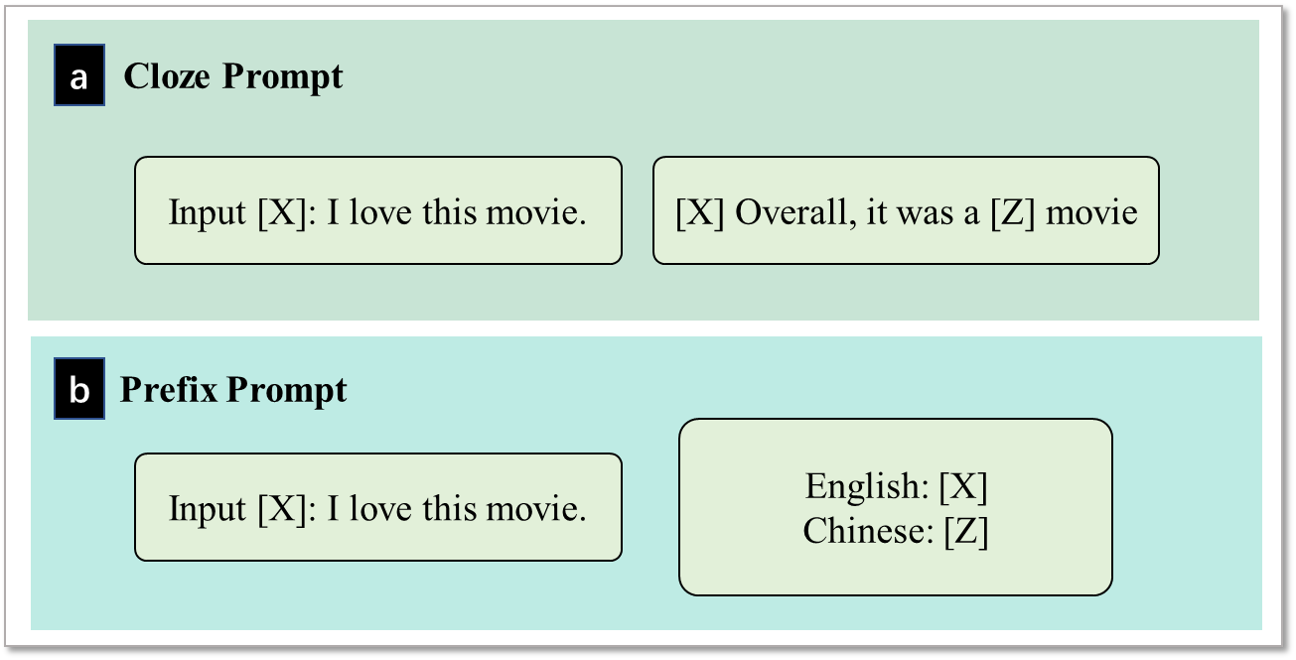 a Cloze Prompt
Input [X]: I love this movie.
[X] Overall, it was a [Z] movie
b Prefix Prompt
Input [X]: I love this movie.
English: [X]
Chinese: [Z]